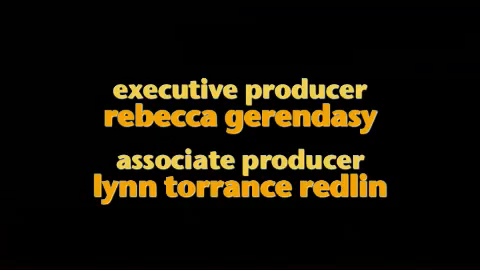 executive producer
rebecca gerendasy
associate producer
lynn torrance redlin